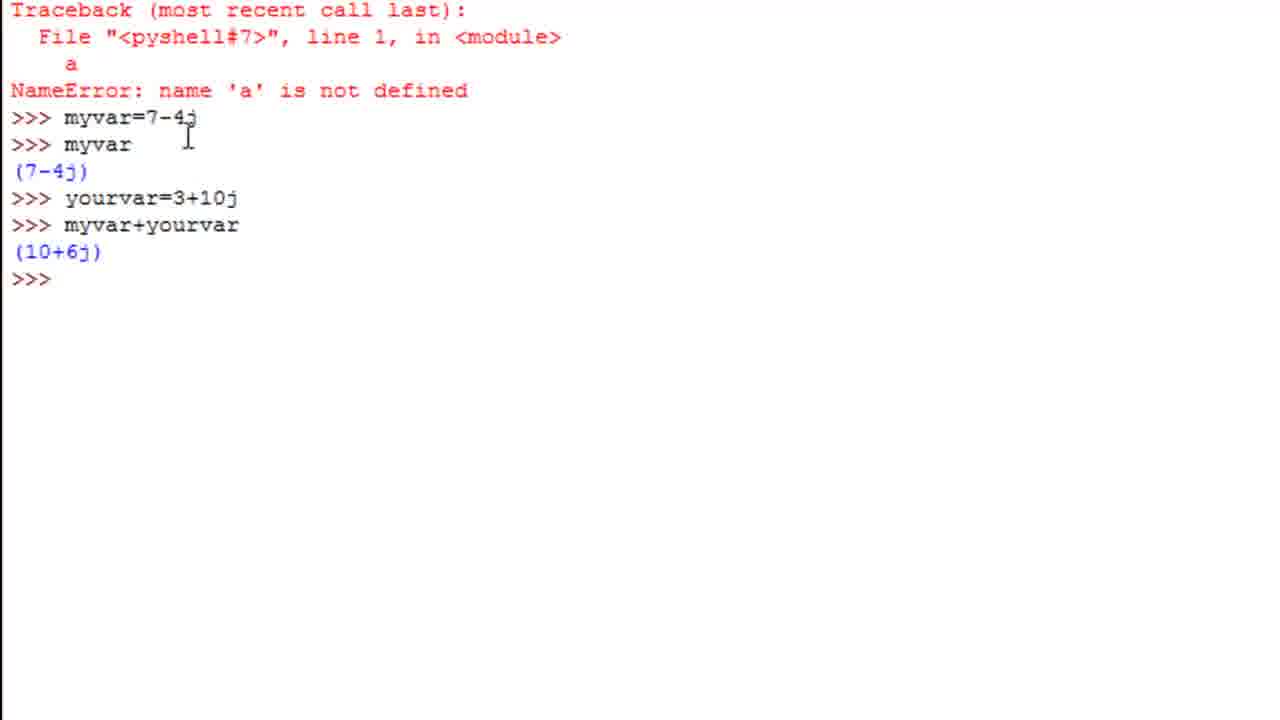 Traceback (most recent call last):
  File "<pyshell#7>", line 1, in <module>
    a
NameError: name 'a' is not defined
>>> myvar=7-4j
>>> myvar
(7-4j)
>>> yourvar=3+10j
>>> myvar+yourvar
(10+6j)
>>>